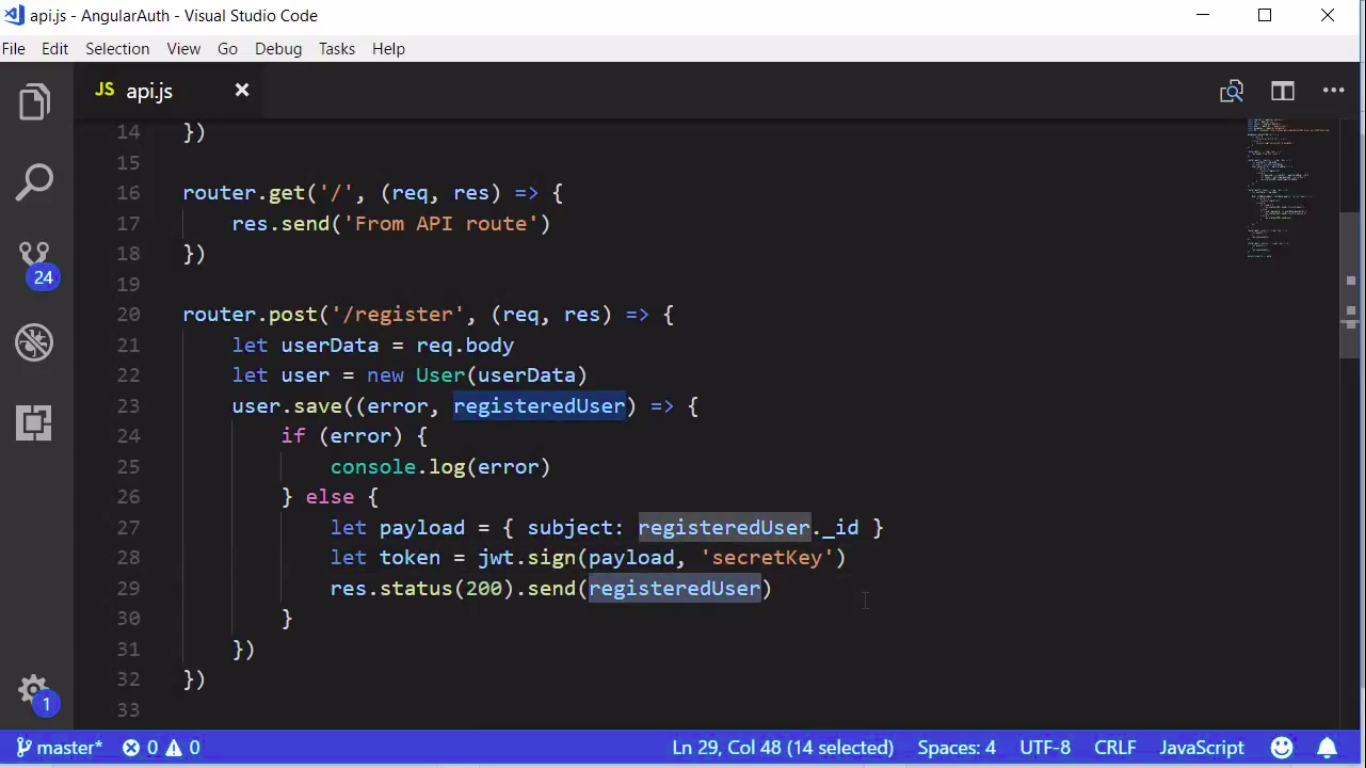 api.js - AngularAuth - Visual Studio Code
File Edit Selection View Go Debug Tasks Help
JS api.js
14 })
15
16 router.get('/', (req, res) => {
17 res.send('From API route')
18 })
19
20 router.post('/register', (req, res) => {
21 let userData = req.body
22 let user = new User(userData)
23 user.save((error, registeredUser) => {
24 if (error) {
25 console.log(error)
26 } else {
27 let payload = { subject: registeredUser._id }
28 let token = jwt.sign(payload, 'secretKey')
29 res.status(200).send(registeredUser)
30 }
31 })
32 })
33
24
1
master* 0 0 Ln 29, Col 48 (14 selected) Spaces: 4 UTF-8 CRLF JavaScript